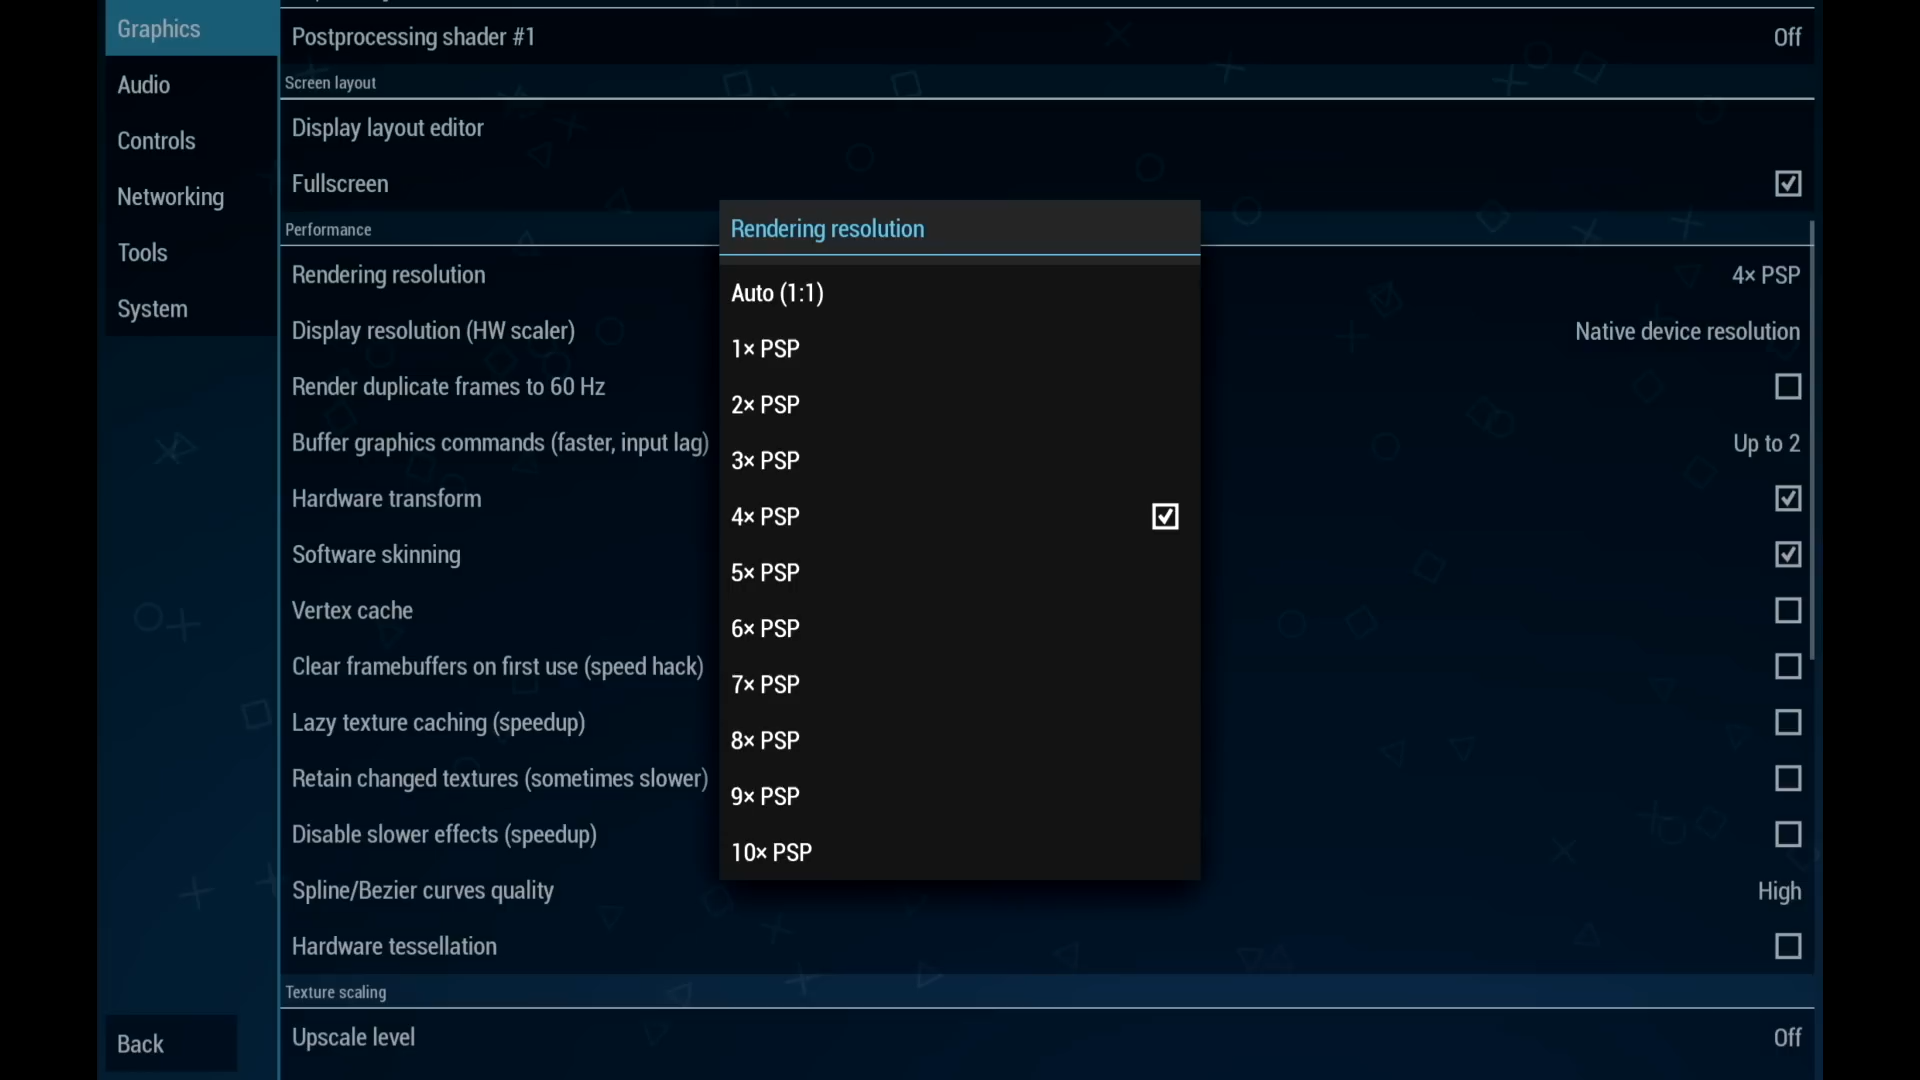 Graphics
Audio
Controls
Networking
Tools
System
Back
Postprocessing shader #1 Off
Screen layout
Display layout editor
Fullscreen
Performance
Rendering resolution 4× PSP
Display resolution (HW scaler) Native device resolution
Render duplicate frames to 60 Hz
Buffer graphics commands (faster, input lag) Up to 2
Hardware transform
Software skinning
Vertex cache
Clear framebuffers on first use (speed hack)
Lazy texture caching (speedup)
Retain changed textures (sometimes slower)
Disable slower effects (speedup)
Spline/Bezier curves quality High
Hardware tessellation
Texture scaling
Upscale level Off
Rendering resolution
Auto (1:1)
1× PSP
2× PSP
3× PSP
4× PSP
5× PSP
6× PSP
7× PSP
8× PSP
9× PSP
10× PSP